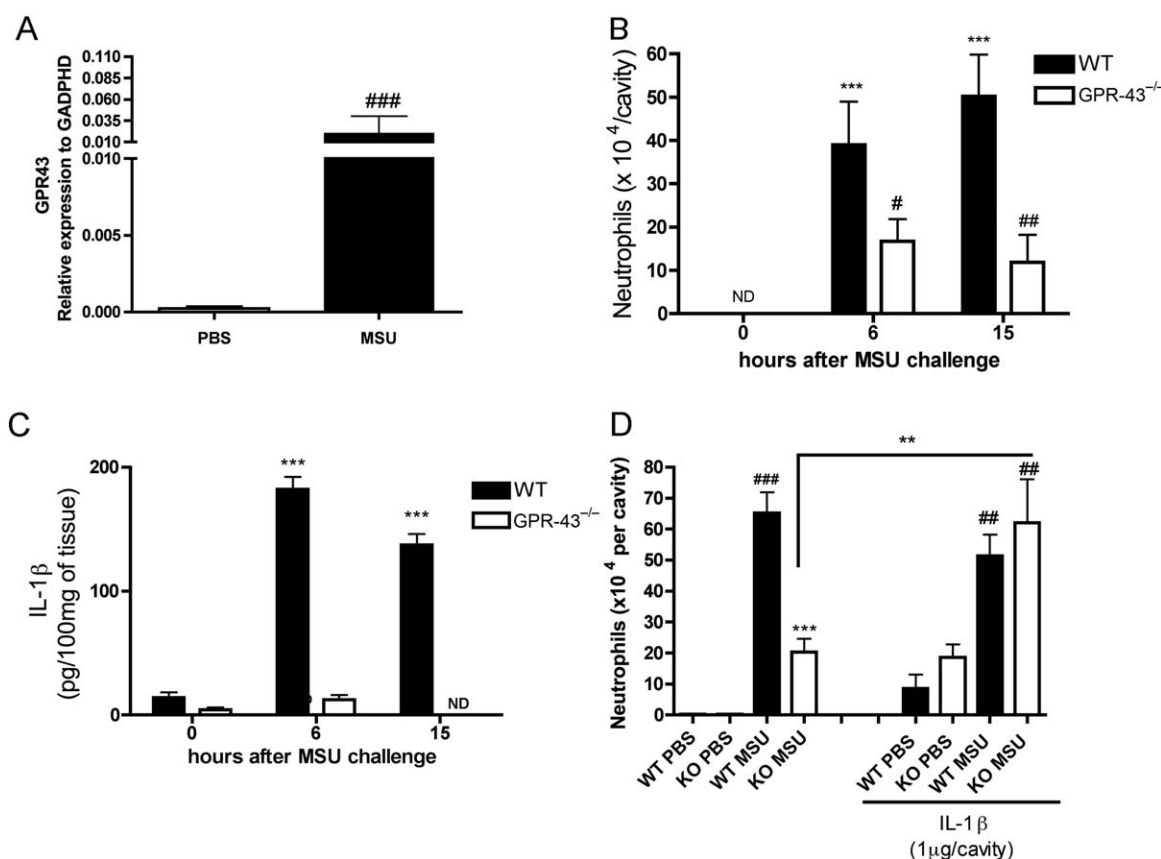 A
GPR43
Relative expression to GADPHD
0.110
0.085
0.060
0.035
0.010
0.010
0.005
0.000
###
PBS
MSU
B
Neutrophils (x 10 4/cavity)
60
50
40
30
20
10
0
ND
***
#
***
##
WT
GPR-43–/–
0
6
15
hours after MSU challenge
C
IL-1β
(pg/100mg of tissue)
200
100
0
***
***
ND
WT
GPR-43–/–
0
6
15
hours after MSU challenge
D
Neutrophils (x10 4 per cavity)
80
70
60
50
40
30
20
10
0
**
###
***
##
##
WT PBS
KO PBS
WT MSU
KO MSU
WT PBS
KO PBS
WT MSU
KO MSU
IL-1β
(1µg/cavity)